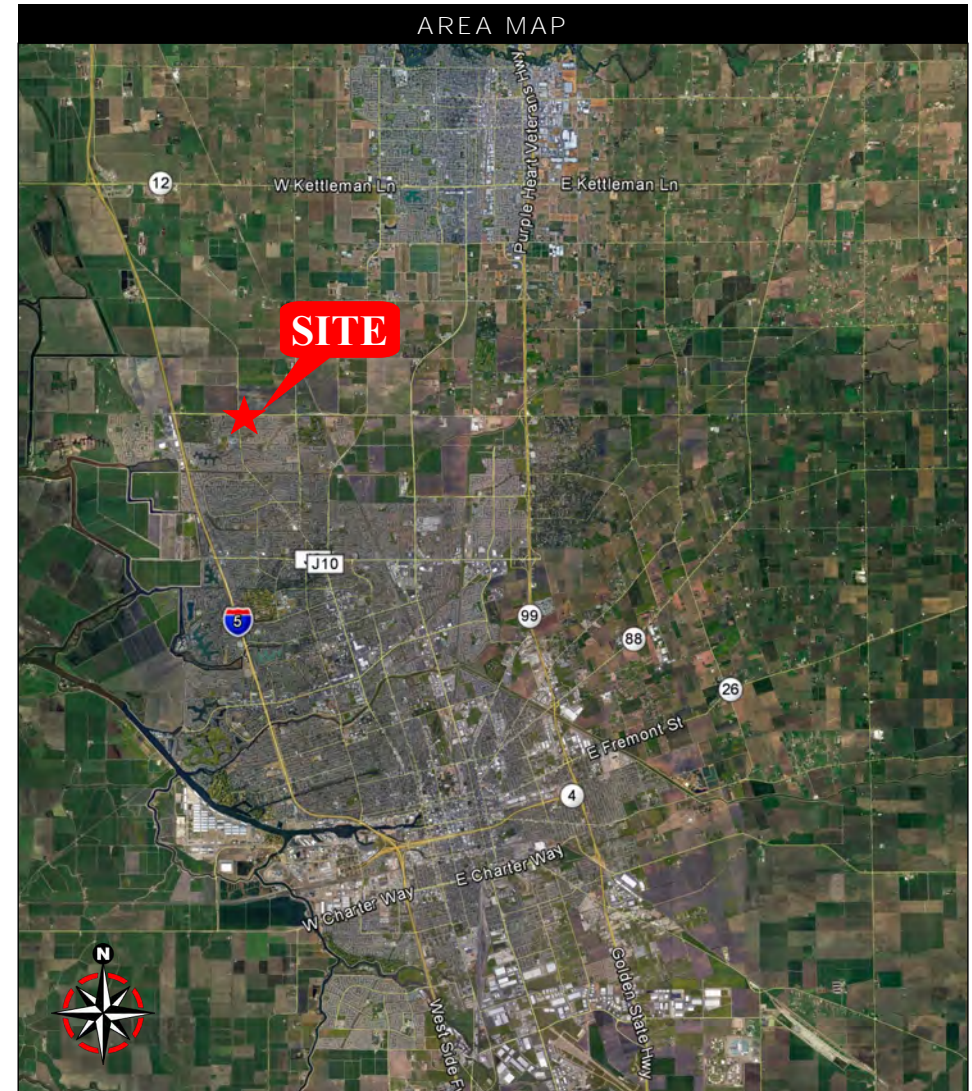 AREA MAP
Purple Heart Veterans Hwy
12
W Kettleman Ln
E Kettleman Ln
SITE
J10
5
99
88
26
E Fremont St
4
E Charter Way
W Charter Way
Golden State Hwy
West Side F
N